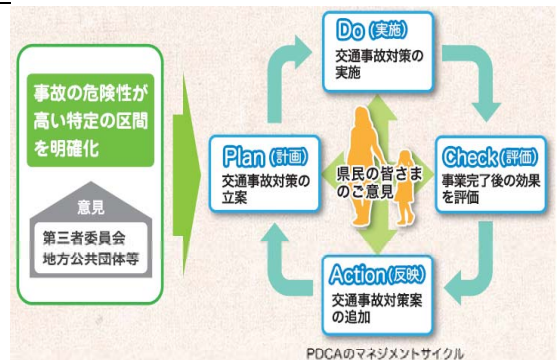 事故の危険性が
高い特定の区間
を明確化
意見
第三者委員会
地方公共団体等
Do(実施)
交通事故対策の
実施
Plan(計画)
交通事故対策の
立案
県民の皆さま
のご意見
Check(評価)
事業完了後の効果
を評価
Action(反映)
交通事故対策案
の追加
PDCAのマネジメントサイクル